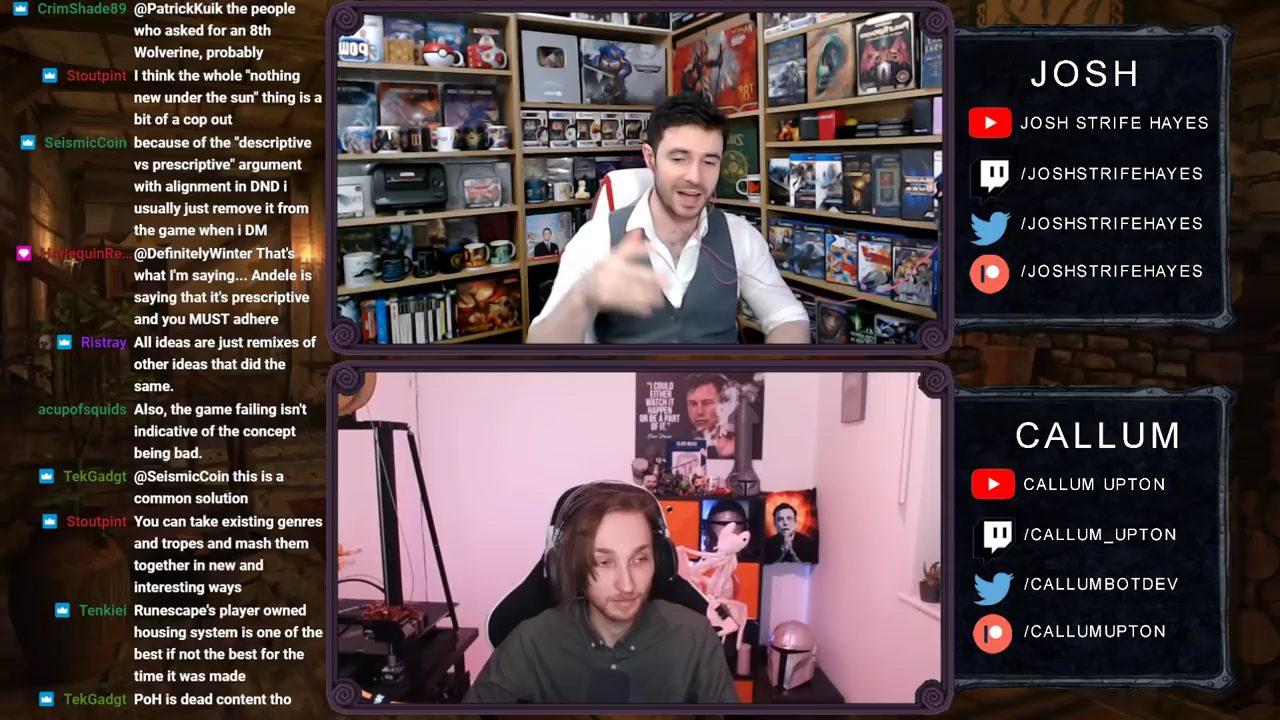 CrimShade89 @PatrickKuik the people
who asked for an 8th
Wolverine, probably
Stoutpint I think the whole "nothing
new under the sun" thing is a
bit of a cop out
SeismicCoin because of the "descriptive
vs prescriptive" argument
with alignment in DND i
usually just remove it from
the game when i DM
HarlequinRe... @DefinitelyWinter That's
what I'm saying... Andele is
saying that it's prescriptive
and you MUST adhere
Ristray All ideas are just remixes of
other ideas that did the
same.
acupofsquids Also, the game failing isn't
indicative of the concept
being bad.
TekGadgt @SeismicCoin this is a
common solution
Stoutpint You can take existing genres
and tropes and mash them
together in new and
interesting ways
Tenkiei Runescape's player owned
housing system is one of the
best if not the best for the
time it was made
TekGadgt PoH is dead content tho
"I COULD
EITHER
WATCH IT
HAPPEN
OR BE A PART
OF IT."
JOSH
JOSH STRIFE HAYES
/JOSHSTRIFEHAYES
/JOSHSTRIFEHAYES
/JOSHSTRIFEHAYES
CALLUM
CALLUM UPTON
/CALLUM_UPTON
/CALLUMBOTDEV
/CALLUMUPTON